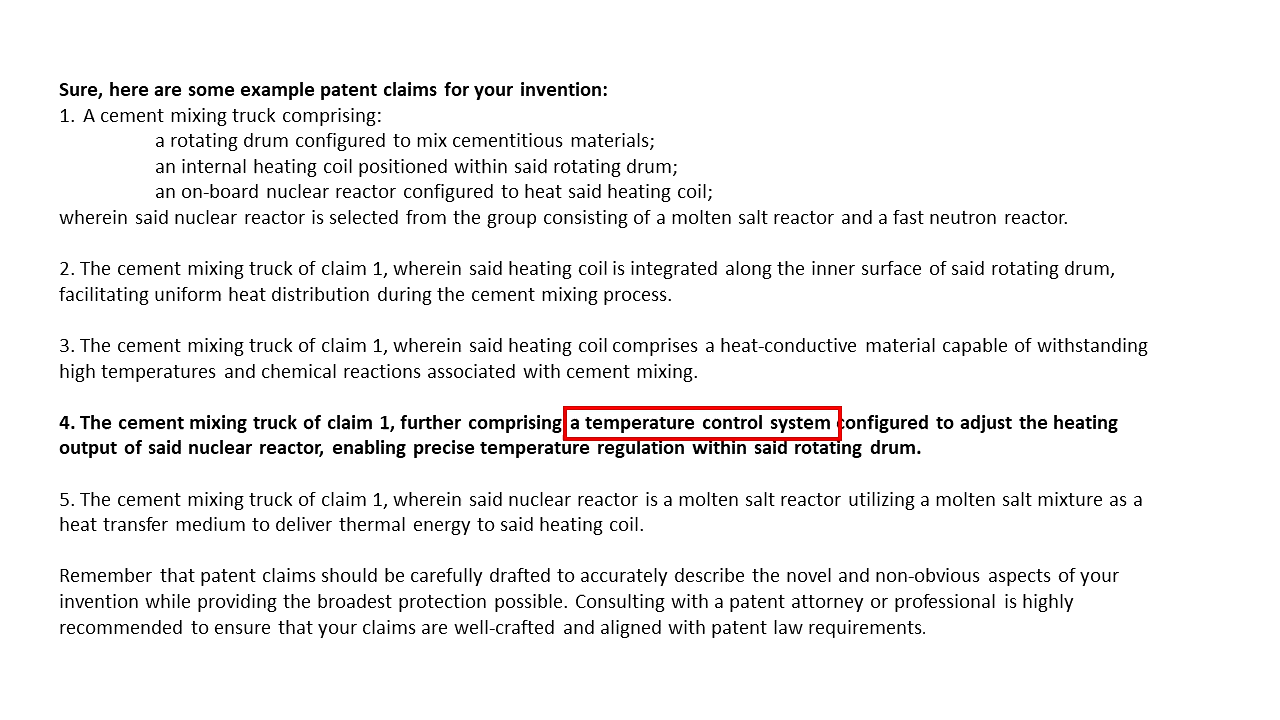 Sure, here are some example patent claims for your invention:
1. A cement mixing truck comprising:
a rotating drum configured to mix cementitious materials;
an internal heating coil positioned within said rotating drum;
an on-board nuclear reactor configured to heat said heating coil;
wherein said nuclear reactor is selected from the group consisting of a molten salt reactor and a fast neutron reactor.
2. The cement mixing truck of claim 1, wherein said heating coil is integrated along the inner surface of said rotating drum,
facilitating uniform heat distribution during the cement mixing process.
3. The cement mixing truck of claim 1, wherein said heating coil comprises a heat-conductive material capable of withstanding
high temperatures and chemical reactions associated with cement mixing.
4. The cement mixing truck of claim 1, further comprising a temperature control system configured to adjust the heating
output of said nuclear reactor, enabling precise temperature regulation within said rotating drum.
5. The cement mixing truck of claim 1, wherein said nuclear reactor is a molten salt reactor utilizing a molten salt mixture as a
heat transfer medium to deliver thermal energy to said heating coil.
Remember that patent claims should be carefully drafted to accurately describe the novel and non-obvious aspects of your
invention while providing the broadest protection possible. Consulting with a patent attorney or professional is highly
recommended to ensure that your claims are well-crafted and aligned with patent law requirements.